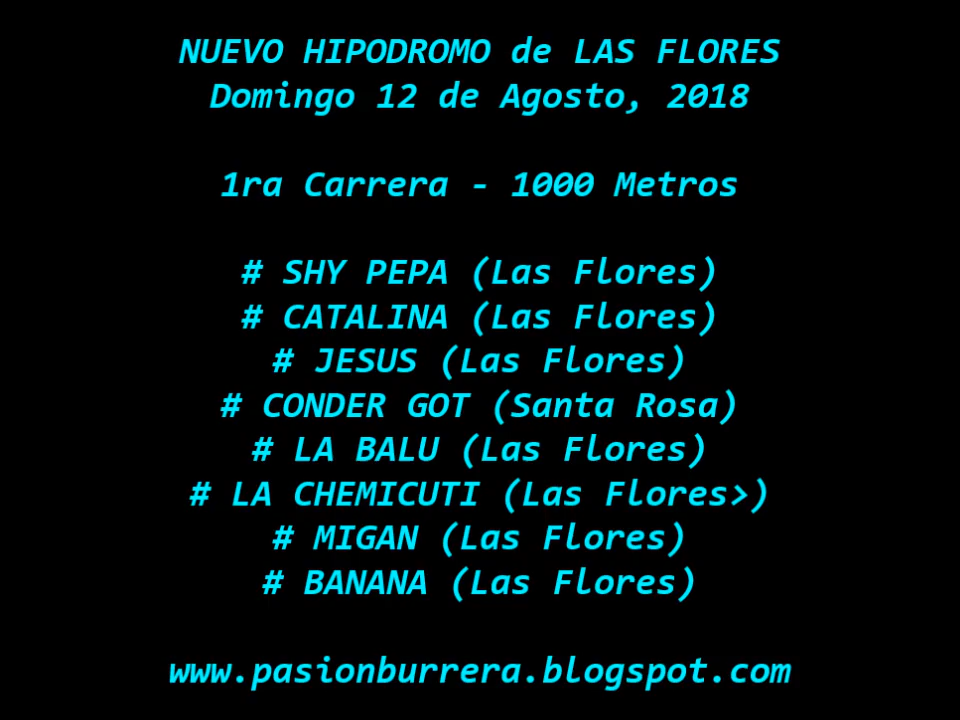 NUEVO HIPODROMO de LAS FLORES
Domingo 12 de Agosto, 2018
1ra Carrera - 1000 Metros
# SHY PEPA (Las Flores)
# CATALINA (Las Flores)
# JESUS (Las Flores)
# CONDER GOT (Santa Rosa)
# LA BALU (Las Flores)
# LA CHEMICUTI (Las Flores>)
# MIGAN (Las Flores)
# BANANA (Las Flores)
www.pasionburrera.blogspot.com